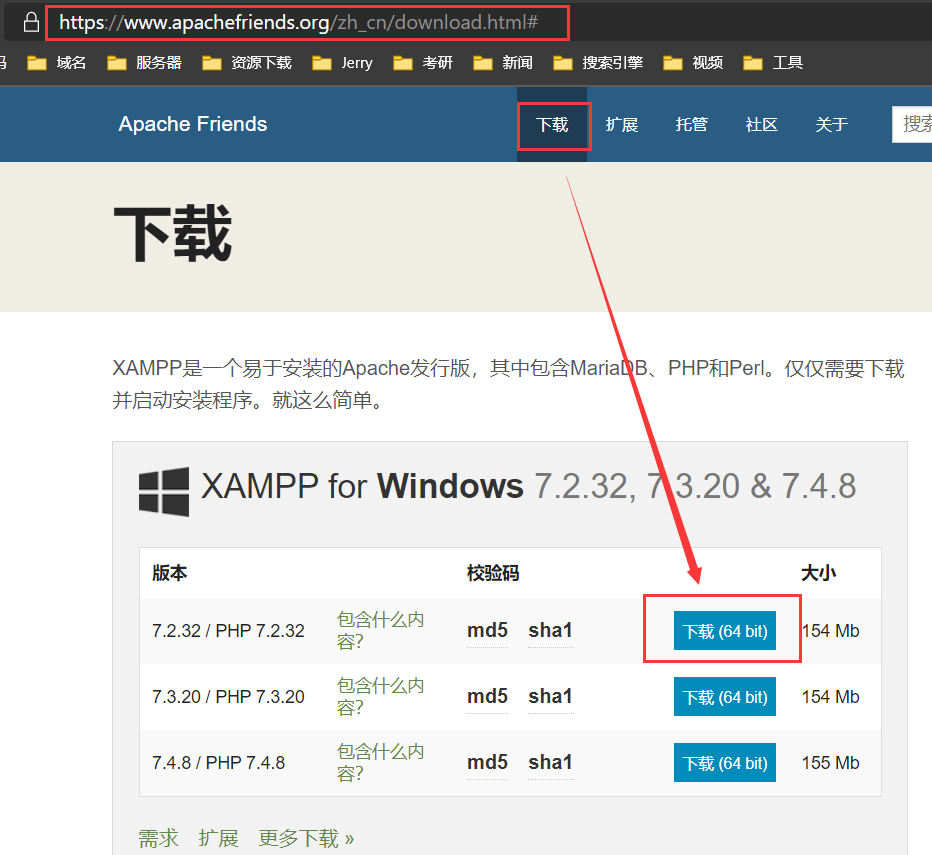 https://www.apachefriends.org/zh_cn/download.html#
域名 服务器 资源下载 Jerry 考研 新闻 搜索引擎 视频 工具
Apache Friends 下载 扩展 托管 社区 关于 搜索
下载
XAMPP是一个易于安装的Apache发行版，其中包含MariaDB、PHP和Perl。仅仅需要下载
并启动安装程序。就这么简单。
XAMPP for Windows 7.2.32, 7.3.20 & 7.4.8
版本 校验码 大小
7.2.32 / PHP 7.2.32 包含什么内 md5 sha1 下载 (64 bit) 154 Mb
容?
7.3.20 / PHP 7.3.20 包含什么内 md5 sha1 下载 (64 bit) 154 Mb
容?
7.4.8 / PHP 7.4.8 包含什么内 md5 sha1 下载 (64 bit) 155 Mb
容?
需求 扩展 更多下载 »